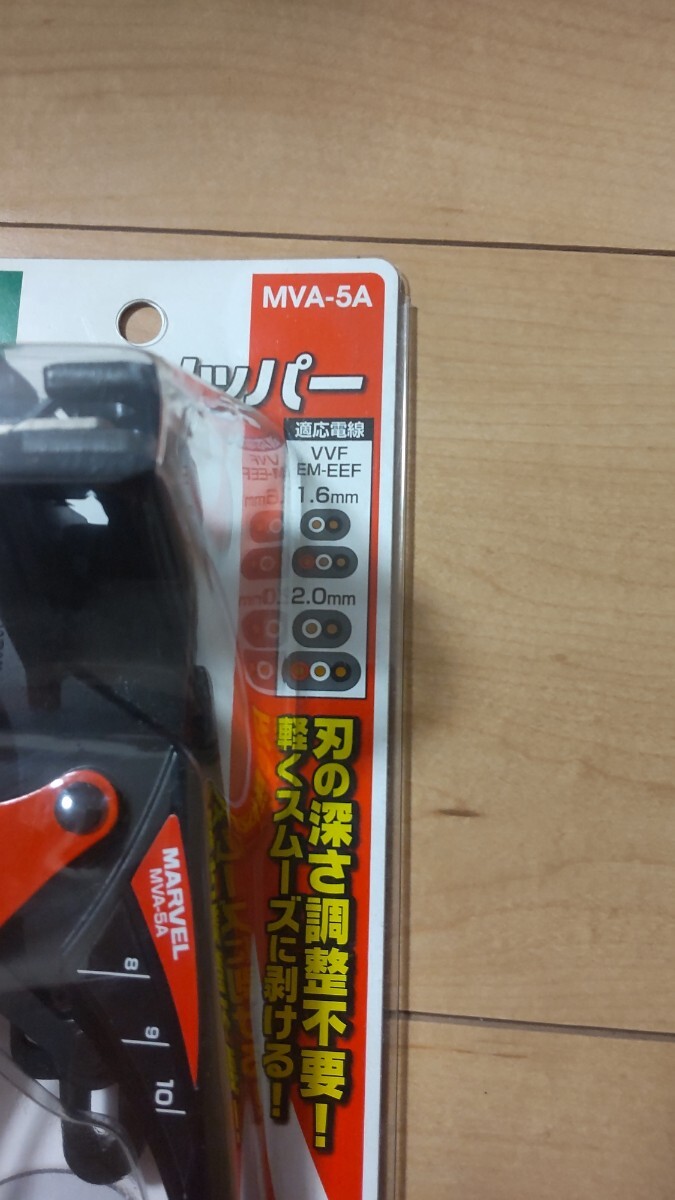 MVA-5A
ッパー
適応電線
VVF
EM-EEF
1.6mm
2.0mm
刃の深さ調整不要!
軽くスムーズに剥ける!
MARVEL
MVA-5A
8
9
10